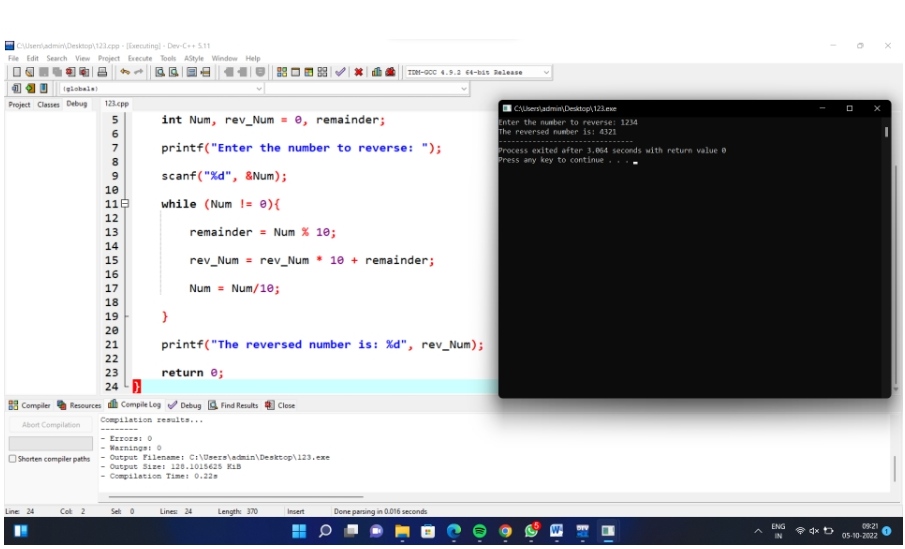 C:\Users\admin\Desktop\123.cpp - [Executing] - Dev-C++ 5.11
File Edit Search View Project Execute Tools AStyle Window Help
TDM-GCC 4.9.2 64-bit Release
(globals)
Project Classes Debug
123.cpp
5 int Num, rev_Num = 0, remainder;
6
7 printf("Enter the number to reverse: ");
8
9 scanf("%d", &Num);
10
11 while (Num != 0){
12
13 remainder = Num % 10;
14
15 rev_Num = rev_Num * 10 + remainder;
16
17 Num = Num/10;
18
19 }
20
21 printf("The reversed number is: %d", rev_Num);
22
23 return 0;
24 }
C:\Users\admin\Desktop\123.exe
Enter the number to reverse: 1234
The reversed number is: 4321
--------------------------------
Process exited after 3.064 seconds with return value 0
Press any key to continue . . .
Compiler Resources Compile Log Debug Find Results Close
Abort Compilation
Shorten compiler paths
Compilation results...
--------
- Errors: 0
- Warnings: 0
- Output Filename: C:\Users\admin\Desktop\123.exe
- Output Size: 128.1015625 KiB
- Compilation Time: 0.22s
Line: 24 Col: 2 Sel: 0 Lines: 24 Length: 370 Insert Done parsing in 0.016 seconds
ENG
IN
09:21
05-10-2022